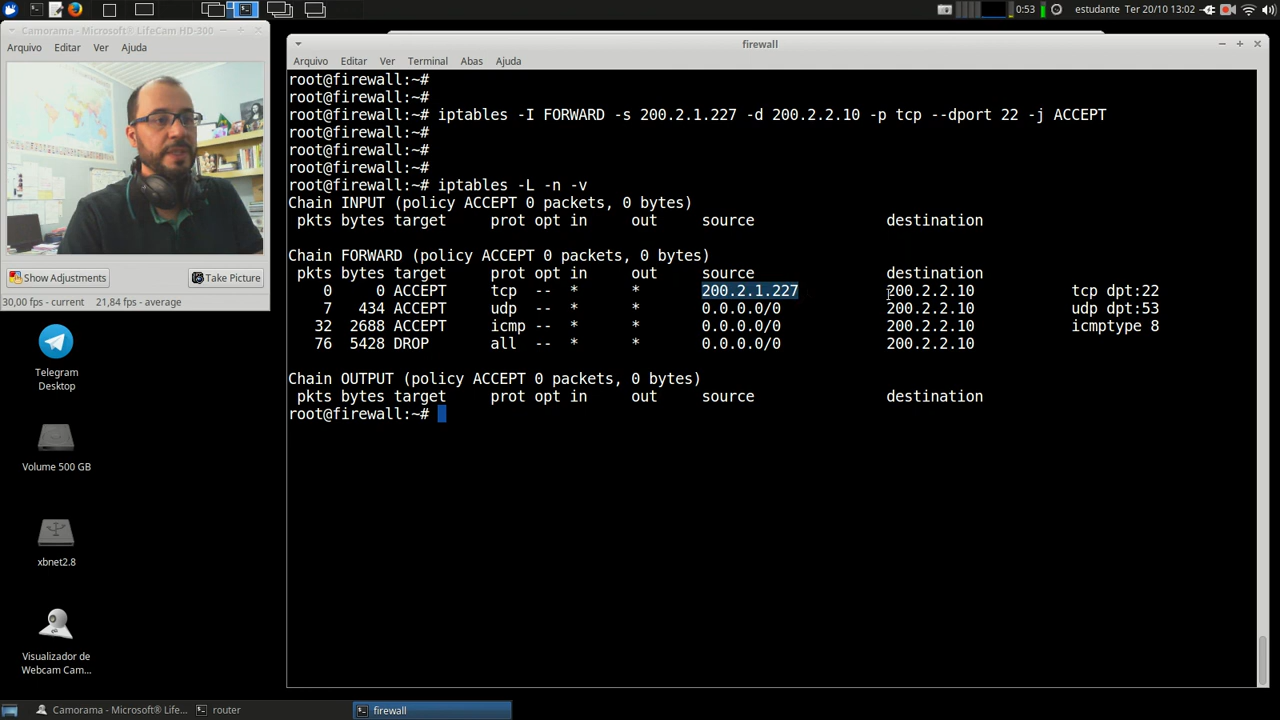 0:53
estudante Ter 20/10 13:02
Camorama - Microsoft® LifeCam HD-300
Arquivo Editar Ver Ajuda
Show Adjustments
Take Picture
30,00 fps - current 21,84 fps - average
Telegram
Desktop
Volume 500 GB
xbnet2.8
Visualizador de
Webcam Cam...
firewall
Arquivo Editar Ver Terminal Abas Ajuda
root@firewall:~#
root@firewall:~#
root@firewall:~# iptables -I FORWARD -s 200.2.1.227 -d 200.2.2.10 -p tcp --dport 22 -j ACCEPT
root@firewall:~#
root@firewall:~#
root@firewall:~#
root@firewall:~# iptables -L -n -v
Chain INPUT (policy ACCEPT 0 packets, 0 bytes)
pkts bytes target prot opt in out source destination
Chain FORWARD (policy ACCEPT 0 packets, 0 bytes)
pkts bytes target prot opt in out source destination
0 0 ACCEPT tcp -- * * 200.2.1.227 200.2.2.10 tcp dpt:22
7 434 ACCEPT udp -- * * 0.0.0.0/0 200.2.2.10 udp dpt:53
32 2688 ACCEPT icmp -- * * 0.0.0.0/0 200.2.2.10 icmptype 8
76 5428 DROP all -- * * 0.0.0.0/0 200.2.2.10
Chain OUTPUT (policy ACCEPT 0 packets, 0 bytes)
pkts bytes target prot opt in out source destination
root@firewall:~#
Camorama - Microsoft® LifeC...
router
firewall